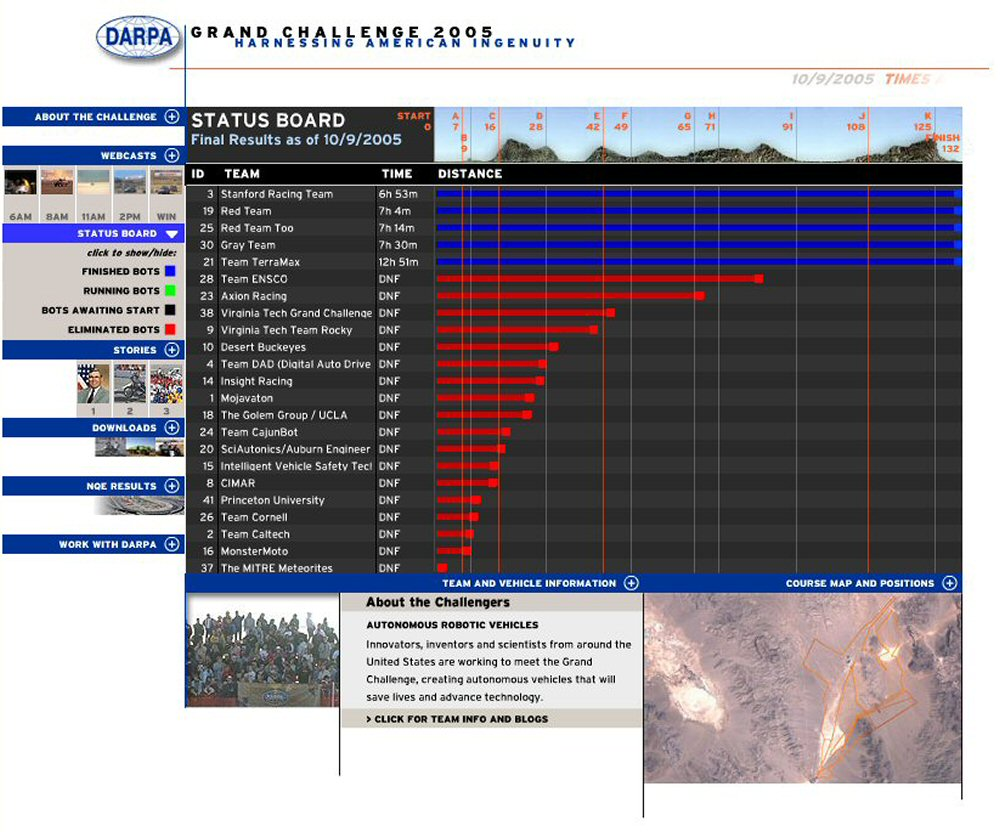 DARPA
GRAND CHALLENGE 2005
HARNESSING AMERICAN INGENUITY
10/9/2005 TIMES A
ABOUT THE CHALLENGE
WEBCASTS
6AM 8AM 11AM 2PM WIN
STATUS BOARD
click to show/hide:
FINISHED BOTS
RUNNING BOTS
BOTS AWAITING START
ELIMINATED BOTS
STORIES
1 2 3
DOWNLOADS
NQE RESULTS
WORK WITH DARPA
STATUS BOARD
Final Results as of 10/9/2005
START A C D E F G H I J K
0 7 16 28 42 49 65 71 91 108 125
B FINISH
9 132
ID TEAM TIME DISTANCE
3 Stanford Racing Team 6h 53m
19 Red Team 7h 4m
25 Red Team Too 7h 14m
30 Gray Team 7h 30m
21 Team TerraMax 12h 51m
28 Team ENSCO DNF
23 Axion Racing DNF
38 Virginia Tech Grand Challenge DNF
9 Virginia Tech Team Rocky DNF
10 Desert Buckeyes DNF
4 Team DAD (Digital Auto Drive DNF
14 Insight Racing DNF
1 Mojavaton DNF
18 The Golem Group / UCLA DNF
24 Team CajunBot DNF
20 SciAutonics/Auburn Engineer DNF
15 Intelligent Vehicle Safety Tecl DNF
8 CIMAR DNF
41 Princeton University DNF
26 Team Cornell DNF
2 Team Caltech DNF
16 MonsterMoto DNF
37 The MITRE Meteorites DNF
TEAM AND VEHICLE INFORMATION
COURSE MAP AND POSITIONS
About the Challengers
AUTONOMOUS ROBOTIC VEHICLES
Innovators, inventors and scientists from around the
United States are working to meet the Grand
Challenge, creating autonomous vehicles that will
save lives and advance technology.
> CLICK FOR TEAM INFO AND BLOGS